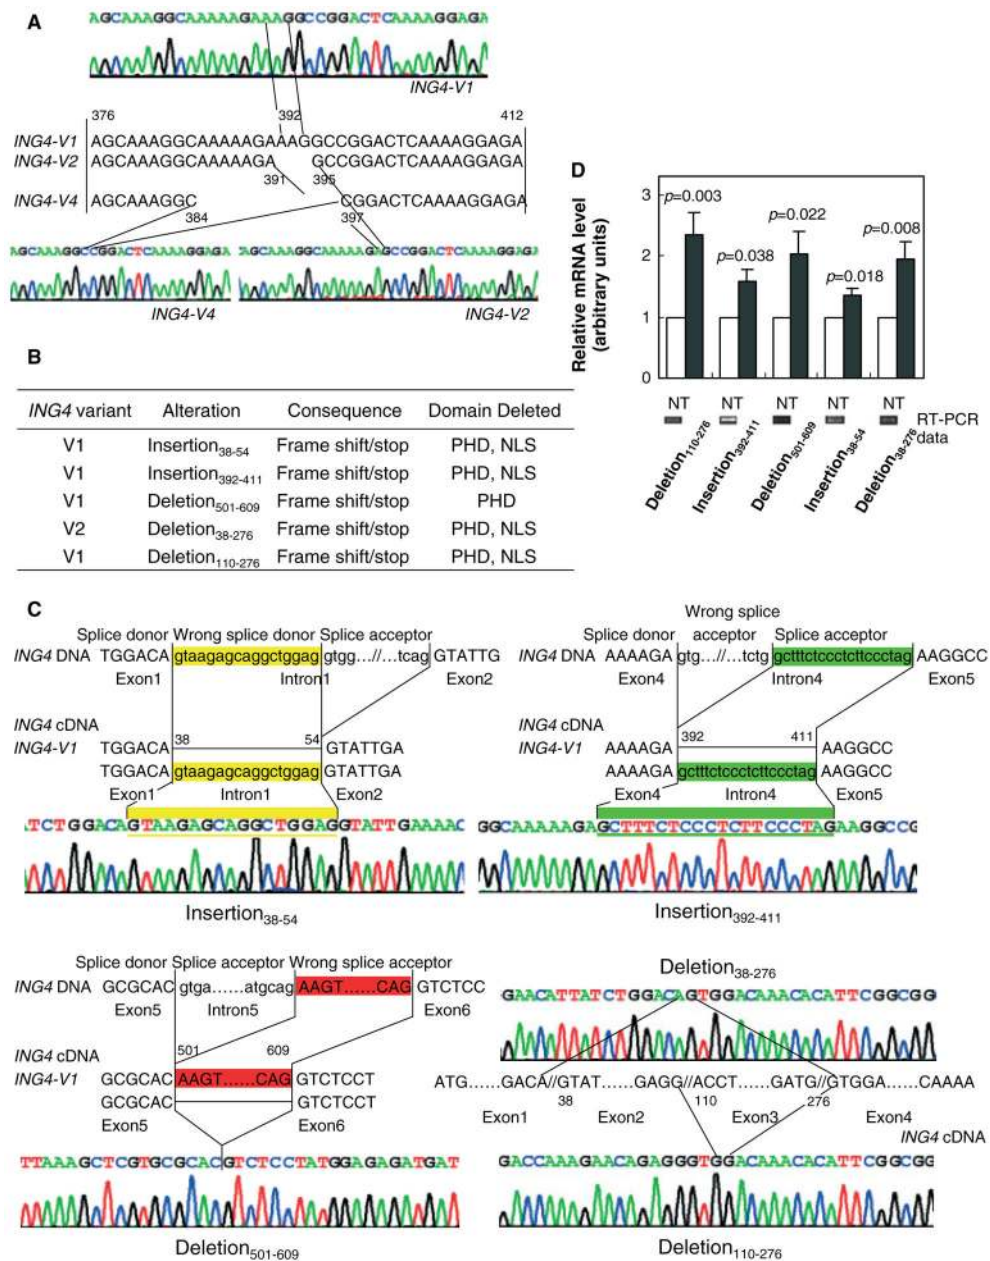 A
AGCAAAGGCAAAAAGAAAGGCCGGACTCAAAAGGAGA
ING4-V1
376 392 412
ING4-V1 AGCAAAGGCAAAAAGAAAGGCCGGACTCAAAAGGAGA
ING4-V2 AGCAAAGGCAAAAAGA GCCGGACTCAAAAGGAGA
391 395
ING4-V4 AGCAAAGGC CGGACTCAAAAGGAGA
384 397
AGCAAAGGCCGGACTCAAAAGGAGA AGCAAAGGCAAAAAGAGCCGGACTCAAAAGGAGA
ING4-V4 ING4-V2
B
ING4 variant Alteration Consequence Domain Deleted
V1 Insertion38-54 Frame shift/stop PHD, NLS
V1 Insertion392-411 Frame shift/stop PHD, NLS
V1 Deletion501-609 Frame shift/stop PHD
V2 Deletion38-276 Frame shift/stop PHD, NLS
V1 Deletion110-276 Frame shift/stop PHD, NLS
D
Relative mRNA level
(arbitrary units)
3
2
1
0
p=0.003
p=0.038
p=0.022
p=0.018
p=0.008
NT NT NT NT NT
RT-PCR
data
Deletion110-276
Insertion392-411
Deletion501-609
Insertion38-54
Deletion38-276
C
Splice donor Wrong splice donor Splice acceptor
ING4 DNA TGGACA gtaagagcaggctggag gtgg...//...tcag GTATTG
Exon1 Intron1 Exon2
ING4 cDNA
38 54
ING4-V1 TGGACA GTATTGA
TGGACA gtaagagcaggctggag GTATTGA
Exon1 Intron1 Exon2
TCTGGACAGTAAGAGCAGGCTGGAGGTATTGAAAAC
Insertion38-54
Wrong splice
Splice donor acceptor Splice acceptor
ING4 DNA AAAAGA gtg...//...tctg gctttctccctcttccctag AAGGCC
Exon4 Intron4 Exon5
ING4 cDNA
392 411
ING4-V1 AAAAGA AAGGCC
AAAAGA gctttctccctcttccctag AAGGCC
Exon4 Intron4 Exon5
GGCAAAAAGAGCTTTCTCCCTCTTCCCTAGAAGGCCG
Insertion392-411
Splice donor Splice acceptor Wrong splice acceptor
ING4 DNA GCGCAC gtga......atgcag AAGT......CAG GTCTCC
Exon5 Intron5 Exon6
ING4 cDNA
501 609
ING4-V1 GCGCAC AAGT......CAG GTCTCCT
GCGCAC GTCTCCT
Exon5 Exon6
TTAAAGCTCGTGCGCACGTCTCCTATGGAGAGATGAT
Deletion501-609
Deletion38-276
GAACATTATCTGGACAGTGGACAAACACATTCGGCGG
ATG......GACA//GTAT......GAGG//ACCT......GATG//GTGGA......CAAAA
38 110 276
Exon1 Exon2 Exon3 Exon4
ING4 cDNA
GACCAAAGAACAGAGGGTGGACAAACACATTCGGCGG
Deletion110-276